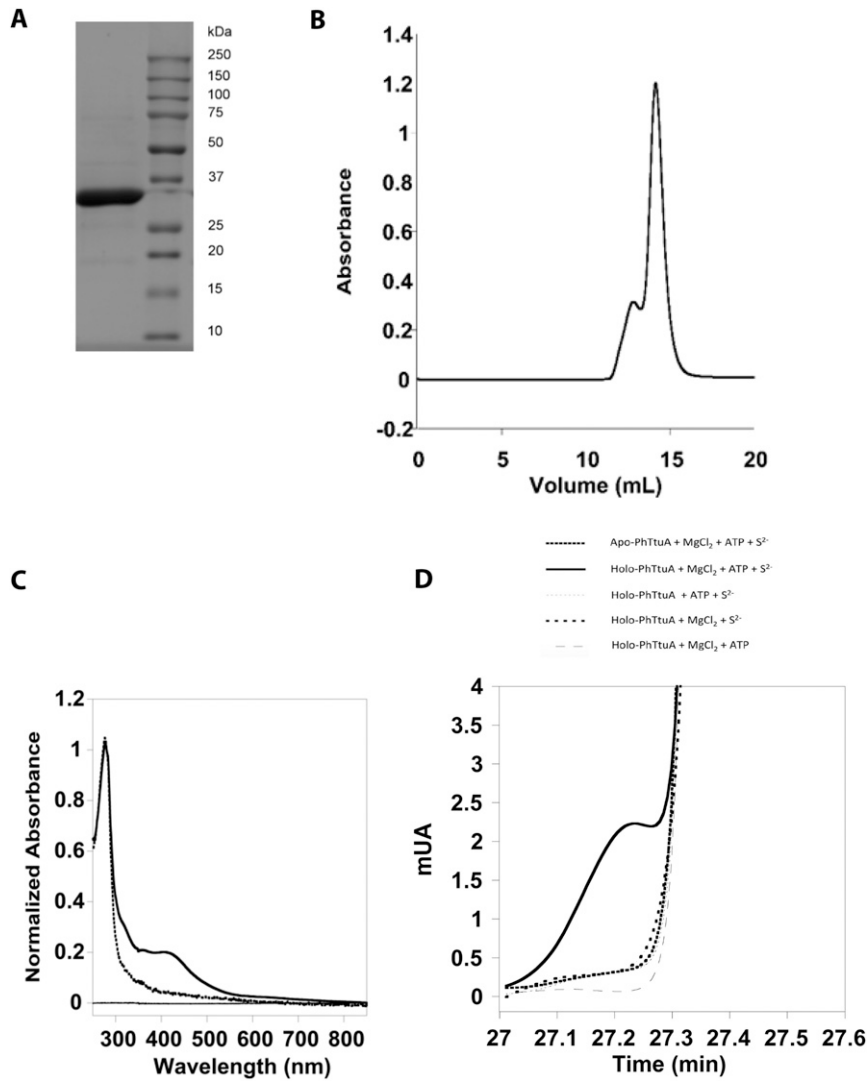 A
kDa
250
150
100
75
50
37
25
20
15
10
B
1.4
1.2
1
0.8
0.6
0.4
0.2
0
-0.2
Absorbance
0 5 10 15 20
Volume (mL)
Apo-PhTtuA + MgCl₂ + ATP + S²⁻
Holo-PhTtuA + MgCl₂ + ATP + S²⁻
Holo-PhTtuA + ATP + S²⁻
Holo-PhTtuA + MgCl₂ + S²⁻
Holo-PhTtuA + MgCl₂ + ATP
C
1.2
1
0.8
0.6
0.4
0.2
0
Normalized Absorbance
300 400 500 600 700 800
Wavelength (nm)
D
4
3.5
3
2.5
2
1.5
1
0.5
0
mUA
27 27.1 27.2 27.3 27.4 27.5 27.6
Time (min)